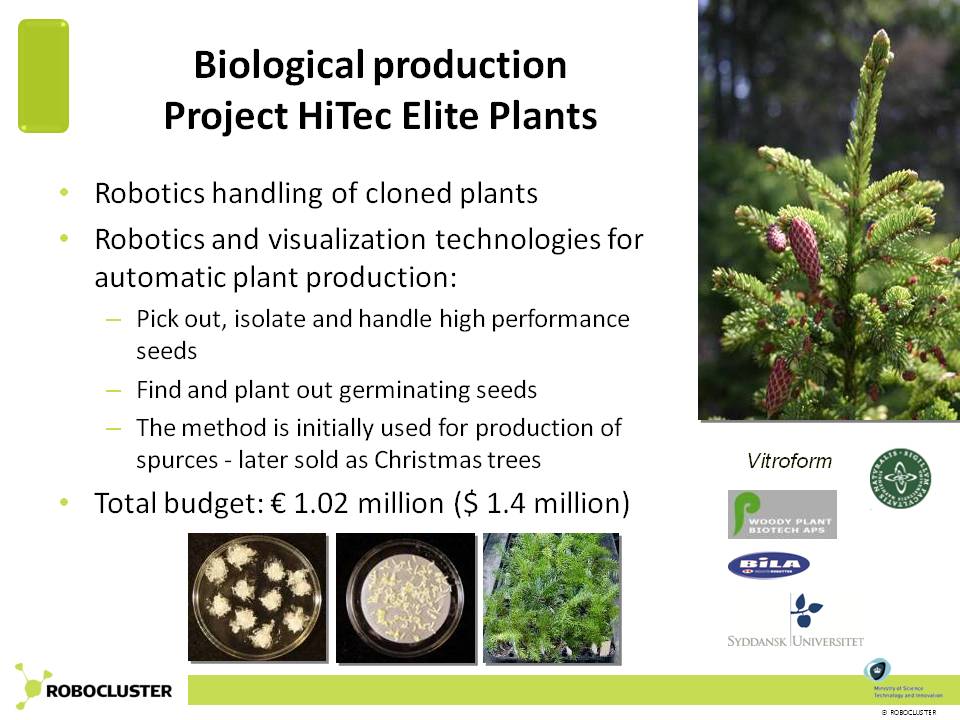 Biological production
Project HiTec Elite Plants
• Robotics handling of cloned plants
• Robotics and visualization technologies for
automatic plant production:
– Pick out, isolate and handle high performance
seeds
– Find and plant out germinating seeds
– The method is initially used for production of
spurces - later sold as Christmas trees
• Total budget: € 1.02 million ($ 1.4 million)
Vitroform
WOODY PLANT
BIOTECH APS
BILA
SYDDANSK UNIVERSITET
ROBOCLUSTER
Ministry of Science
Technology and Innovation
© ROBOCLUSTER